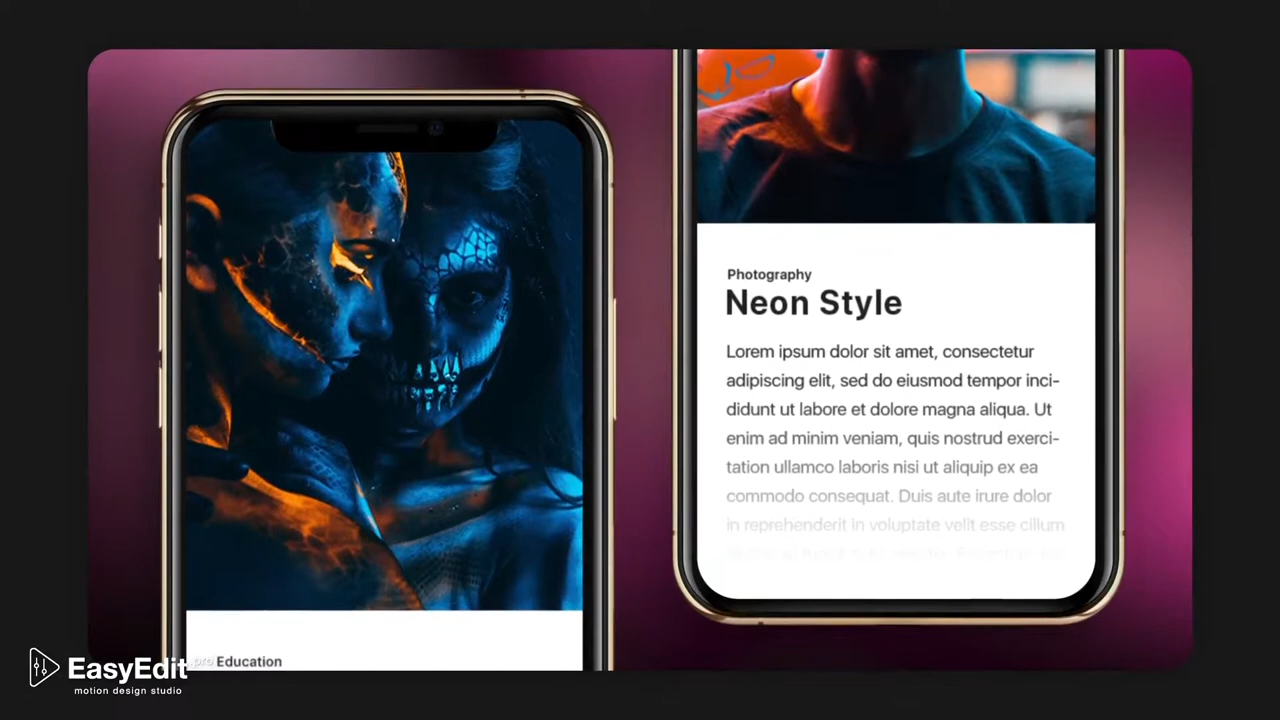 Photography
Neon Style
Lorem ipsum dolor sit amet, consectetur
adipiscing elit, sed do eiusmod tempor inci-
didunt ut labore et dolore magna aliqua. Ut
enim ad minim veniam, quis nostrud exerci-
tation ullamco laboris nisi ut aliquip ex ea
commodo consequat. Duis aute irure dolor
in reprehenderit in voluptate velit esse cillum
Education
EasyEdit.pro
motion design studio